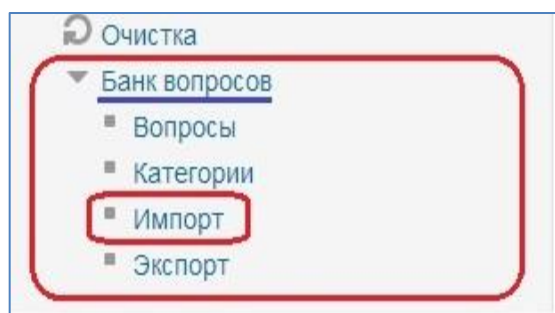 Очистка
Банк вопросов
Вопросы
Категории
Импорт
Экспорт